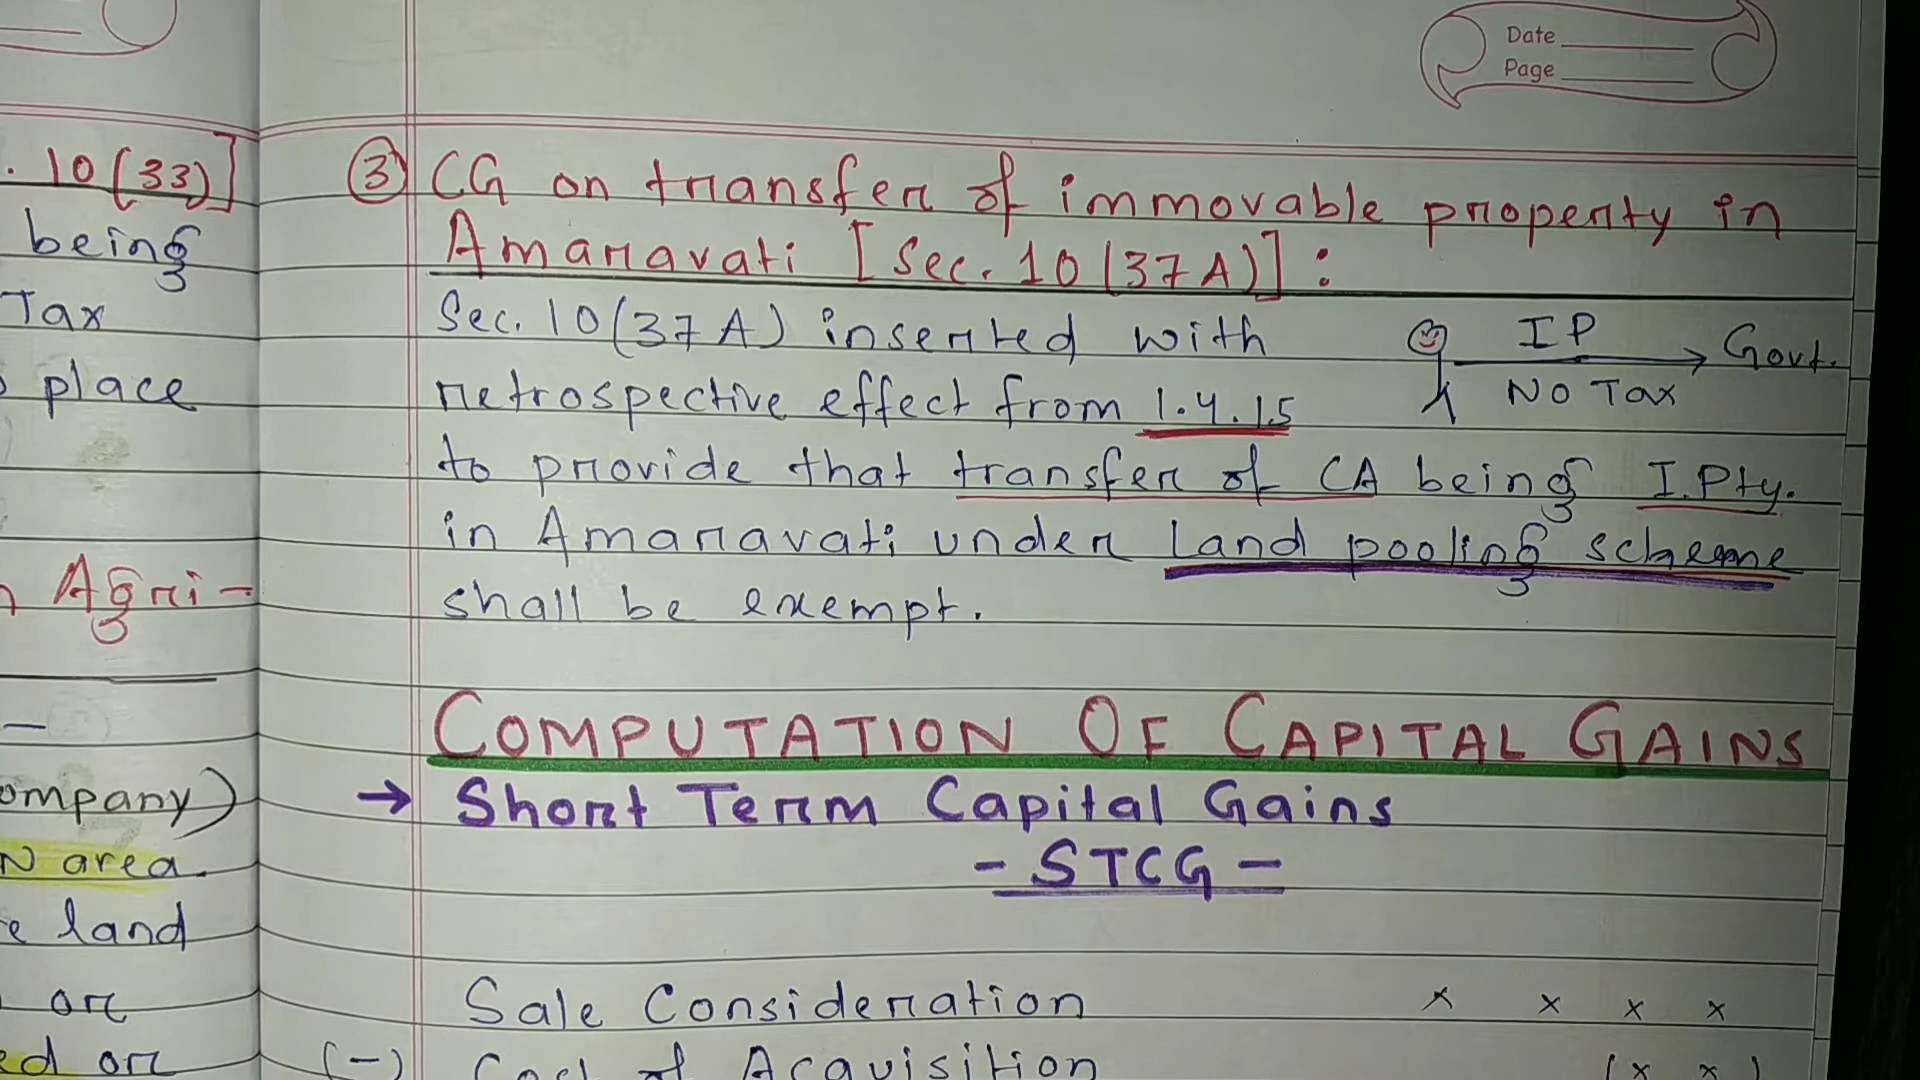 Date
Page
. 10(33)]
being
Tax
place
Agri-
ompany)
N area.
e land
or
ed or
③ CG on transfer of immovable property in
Amaravati [Sec. 10(37A)] :
Sec. 10(37A) inserted with
retrospective effect from 1.4.15
to provide that transfer of CA being I.Pty.
in Amaravati under Land pooling scheme
shall be exempt.
IP
Govt.
NO Tax
COMPUTATION OF CAPITAL GAINS
→ Short Term Capital Gains
- STCG -
Sale Consideration x x x x
(-) Cost of Acquisition (x x)